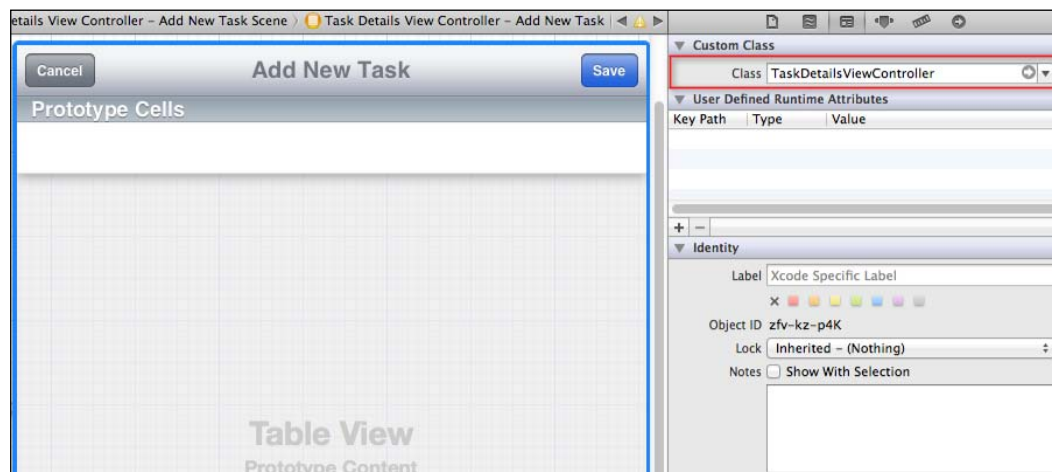 etails View Controller – Add New Task Scene
Task Details View Controller – Add New Task
Cancel
Add New Task
Save
Prototype Cells
Table View
Prototype Content
Custom Class
Class TaskDetailsViewController
User Defined Runtime Attributes
Key Path Type Value
+ −
Identity
Label Xcode Specific Label
X
Object ID zfv-kz-p4K
Lock Inherited – (Nothing)
Notes Show With Selection